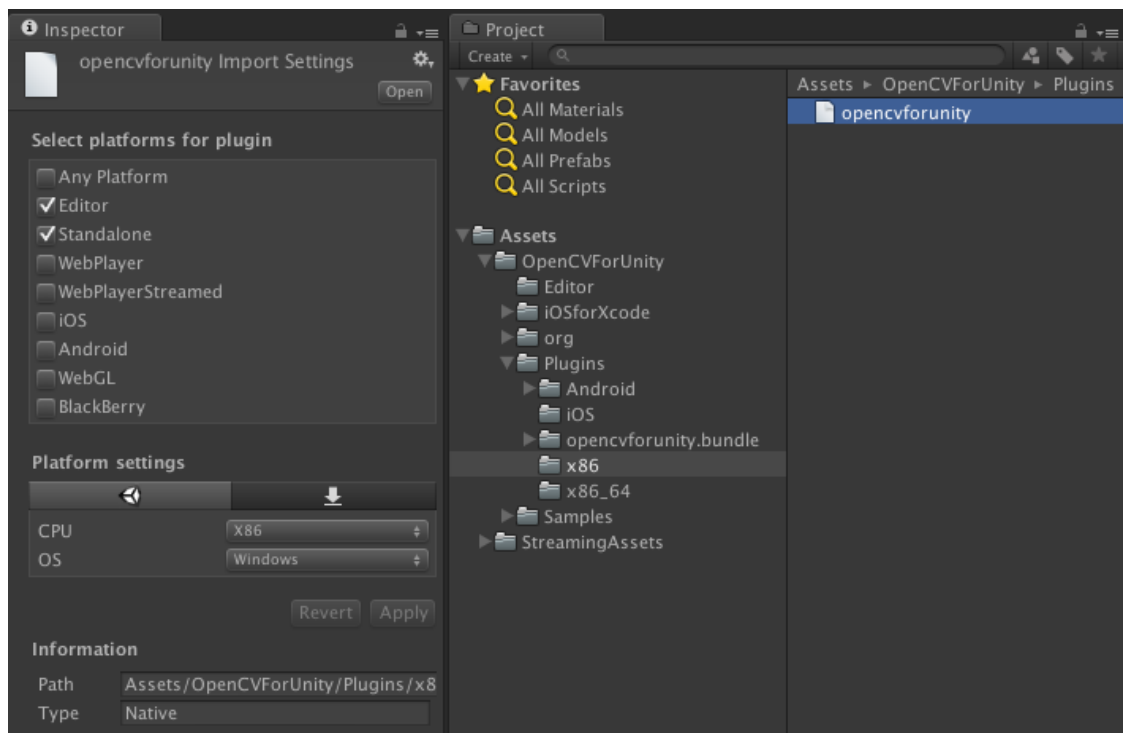 Inspector
opencvforunity Import Settings
Open
Select platforms for plugin
Any Platform
Editor
Standalone
WebPlayer
WebPlayerStreamed
iOS
Android
WebGL
BlackBerry
Platform settings
CPU X86
OS Windows
Revert Apply
Information
Path Assets/OpenCVForUnity/Plugins/x8
Type Native
Project
Create
Favorites
All Materials
All Models
All Prefabs
All Scripts
Assets
OpenCVForUnity
Editor
iOSforXcode
org
Plugins
Android
iOS
opencvforunity.bundle
x86
x86_64
Samples
StreamingAssets
Assets ▸ OpenCVForUnity ▸ Plugins
opencvforunity